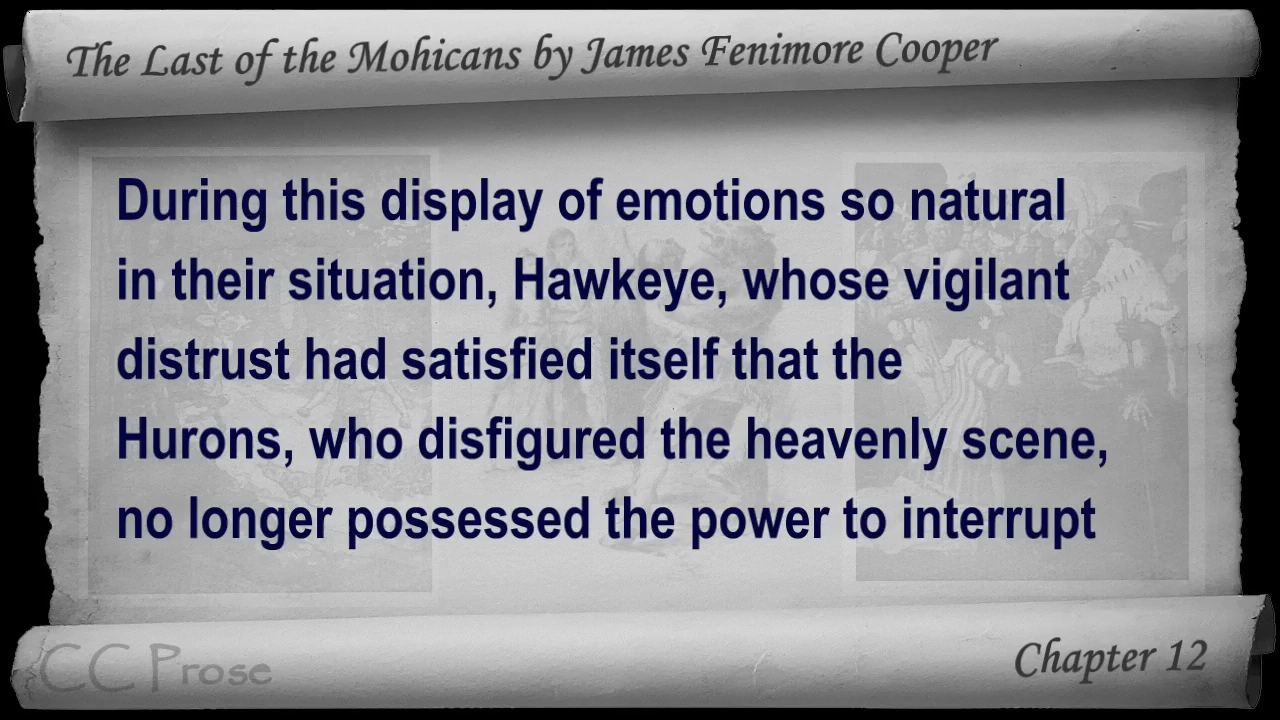 The Last of the Mohicans by James Fenimore Cooper
During this display of emotions so natural
in their situation, Hawkeye, whose vigilant
distrust had satisfied itself that the
Hurons, who disfigured the heavenly scene,
no longer possessed the power to interrupt
CC Prose
Chapter 12